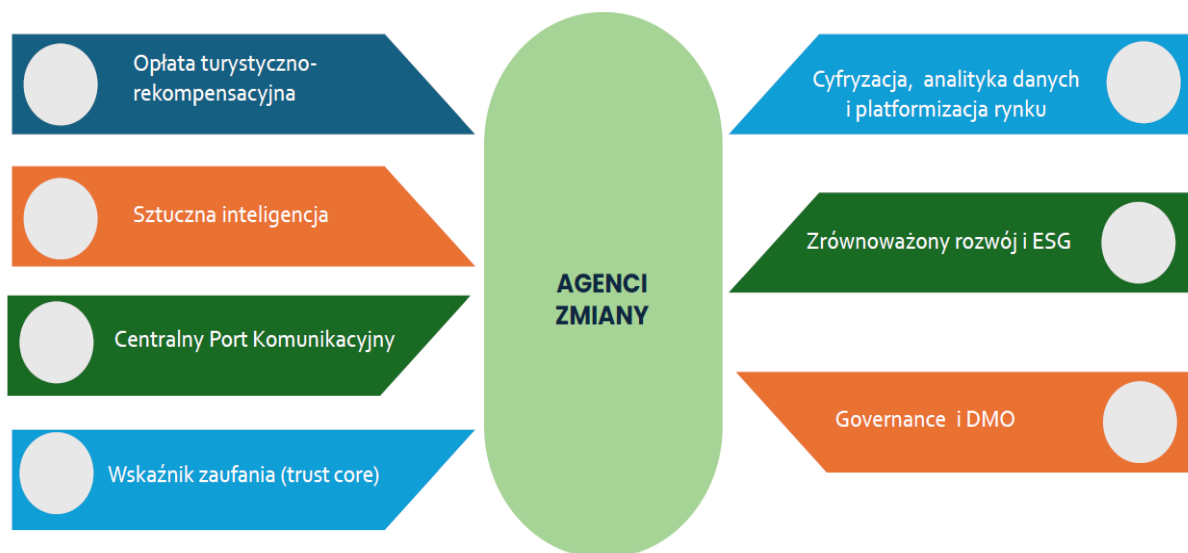 Opłata turystyczno-
rekompensacyjna
Sztuczna inteligencja
Centralny Port Komunikacyjny
Wskaźnik zaufania (trust core)
AGENCI
ZMIANY
Cyfryzacja, analityka danych
i platformizacja rynku
Zrównoważony rozwój i ESG
Governance i DMO